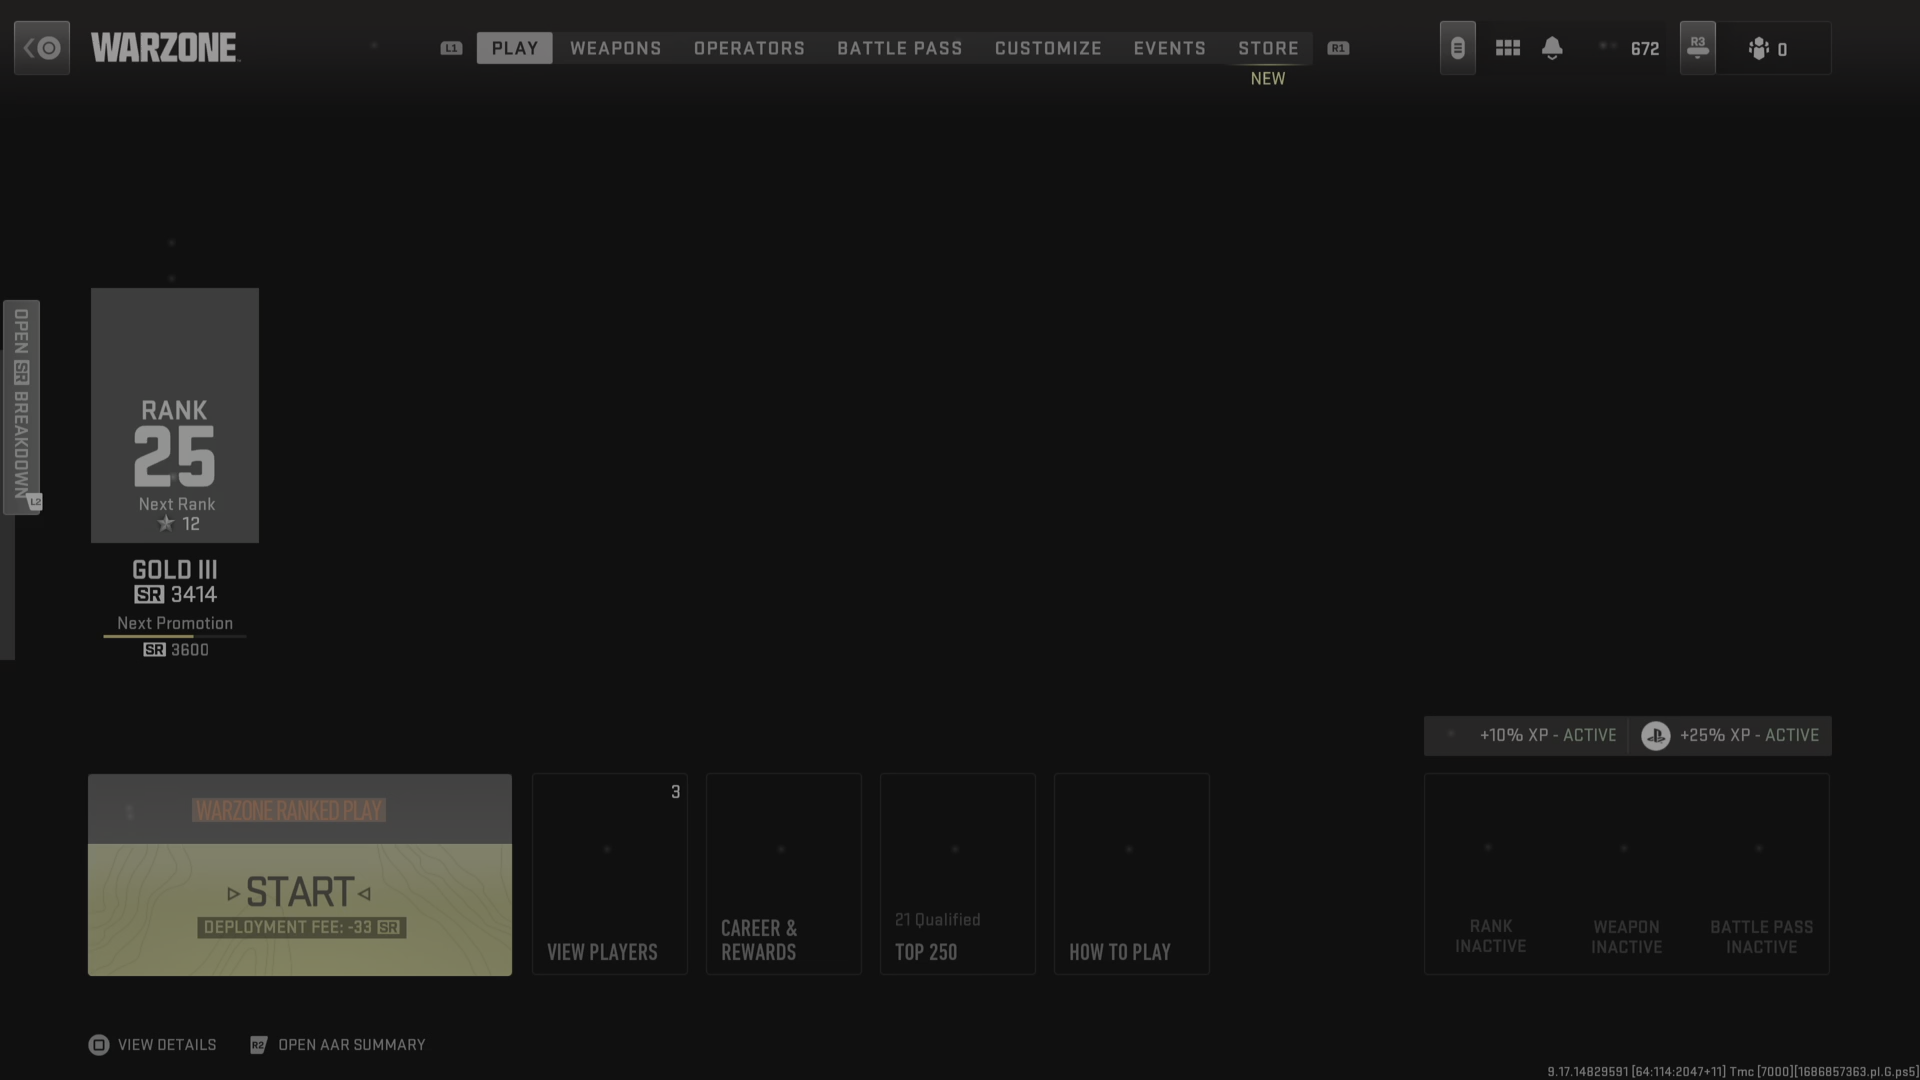 WARZONE
L1 PLAY WEAPONS OPERATORS BATTLE PASS CUSTOMIZE EVENTS STORE R1
NEW
672
R3
0
OPEN SR BREAKDOWN
L2
RANK
25
Next Rank
12
GOLD III
SR 3414
Next Promotion
SR 3600
+10% XP - ACTIVE
+25% XP - ACTIVE
WARZONE RANKED PLAY
START
DEPLOYMENT FEE: -33 SR
3
VIEW PLAYERS
CAREER &
REWARDS
21 Qualified
TOP 250
HOW TO PLAY
RANK
INACTIVE
WEAPON
INACTIVE
BATTLE PASS
INACTIVE
VIEW DETAILS
R2 OPEN AAR SUMMARY
9.17.14829591 [64:114:2047+11] Tmc [7000][1686857363.pl.G.ps5]